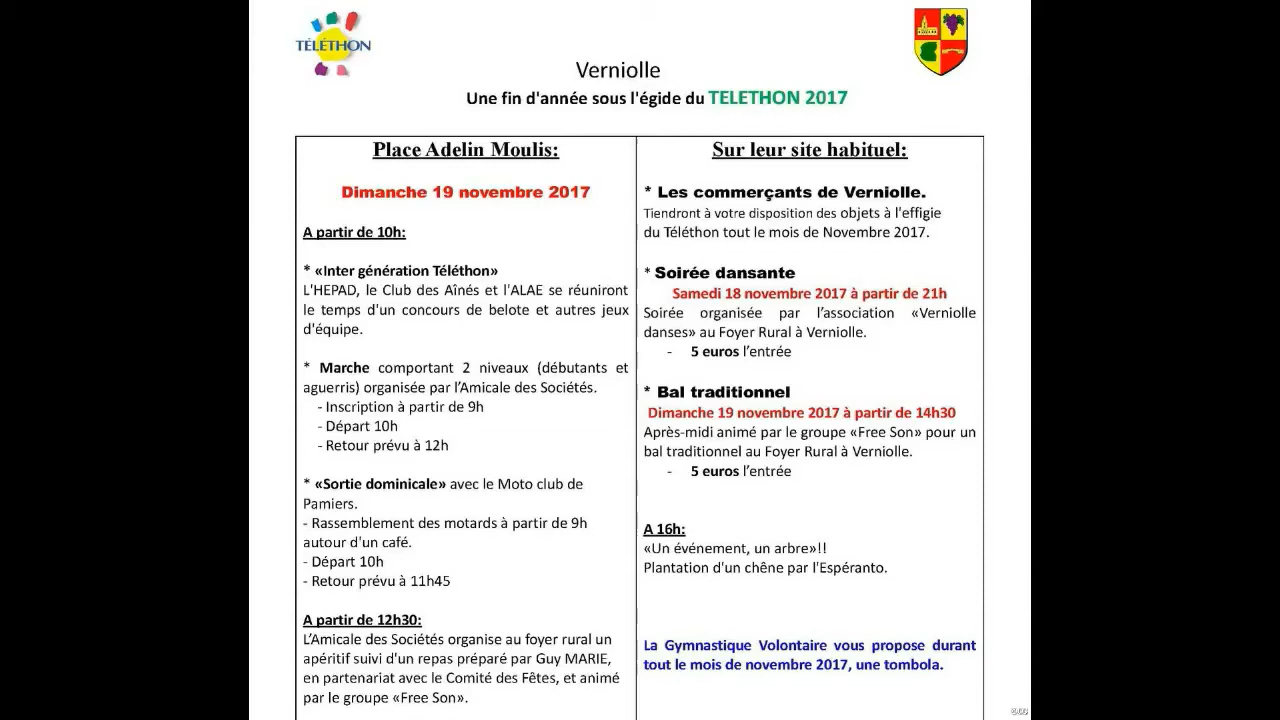 TÉLÉTHON
Verniolle
Une fin d'année sous l'égide du TELETHON 2017
Place Adelin Moulis:
Dimanche 19 novembre 2017
A partir de 10h:
* «Inter génération Téléthon»
L'HEPAD, le Club des Aînés et l'ALAE se réuniront
le temps d'un concours de belote et autres jeux
d'équipe.
* Marche comportant 2 niveaux (débutants et
aguerris) organisée par l’Amicale des Sociétés.
- Inscription à partir de 9h
- Départ 10h
- Retour prévu à 12h
* «Sortie dominicale» avec le Moto club de
Pamiers.
- Rassemblement des motards à partir de 9h
autour d'un café.
- Départ 10h
- Retour prévu à 11h45
A partir de 12h30:
L’Amicale des Sociétés organise au foyer rural un
apéritif suivi d'un repas préparé par Guy MARIE,
en partenariat avec le Comité des Fêtes, et animé
par le groupe «Free Son».
Sur leur site habituel:
* Les commerçants de Verniolle.
Tiendront à votre disposition des objets à l'effigie
du Téléthon tout le mois de Novembre 2017.
* Soirée dansante
Samedi 18 novembre 2017 à partir de 21h
Soirée organisée par l’association «Verniolle
danses» au Foyer Rural à Verniolle.
- 5 euros l’entrée
* Bal traditionnel
Dimanche 19 novembre 2017 à partir de 14h30
Après-midi animé par le groupe «Free Son» pour un
bal traditionnel au Foyer Rural à Verniolle.
- 5 euros l’entrée
A 16h:
«Un événement, un arbre»!!
Plantation d'un chêne par l'Espéranto.
La Gymnastique Volontaire vous propose durant
tout le mois de novembre 2017, une tombola.